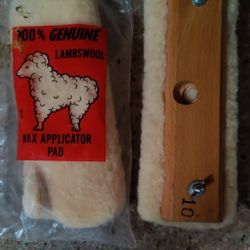 100% GENUINE
LAMBSWOOL
WAX APPLICATOR
PAD
10